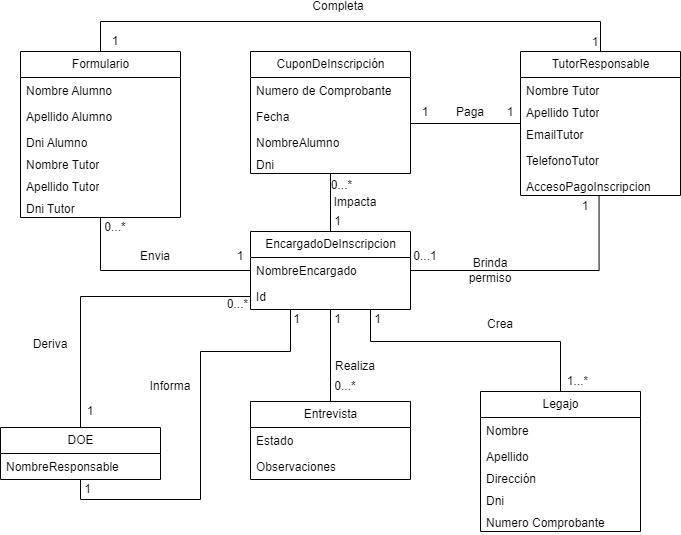 Completa
1
1
Formulario
Nombre Alumno
Apellido Alumno
Dni Alumno
Nombre Tutor
Apellido Tutor
Dni Tutor
CuponDeInscripción
Numero de Comprobante
Fecha
NombreAlumno
Dni
1
Paga
1
TutorResponsable
Nombre Tutor
Apellido Tutor
EmailTutor
TelefonoTutor
AccesoPagoInscripcion
0...*
Impacta
1
0...*
Envia
1
1
0...1
Brinda
permiso
EncargadoDeInscripcion
NombreEncargado
Id
0...*
Deriva
1
1
Informa
1
Realiza
0...*
1
Crea
1...*
DOE
NombreResponsable
1
Entrevista
Estado
Observaciones
Legajo
Nombre
Apellido
Dirección
Dni
Numero Comprobante